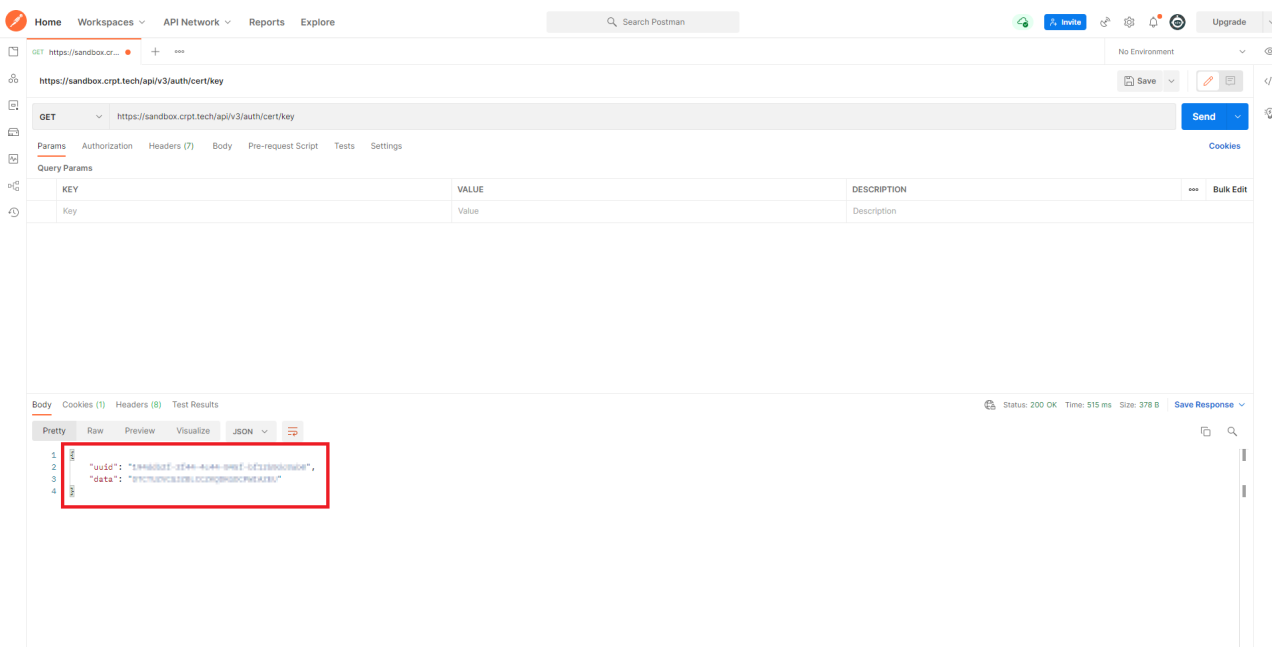 Home Workspaces API Network Reports Explore Search Postman Invite Upgrade
GET https://sandbox.cr... No Environment
https://sandbox.crpt.tech/api/v3/auth/cert/key Save
GET https://sandbox.crpt.tech/api/v3/auth/cert/key Send
Params Authorization Headers (7) Body Pre-request Script Tests Settings Cookies
Query Params
KEY VALUE DESCRIPTION Bulk Edit
Key Value Description
Body Cookies (1) Headers (8) Test Results Status: 200 OK Time: 515 ms Size: 378 B Save Response
Pretty Raw Preview Visualize JSON
1 {
2 "uuid": "
3 "data": "
4 }